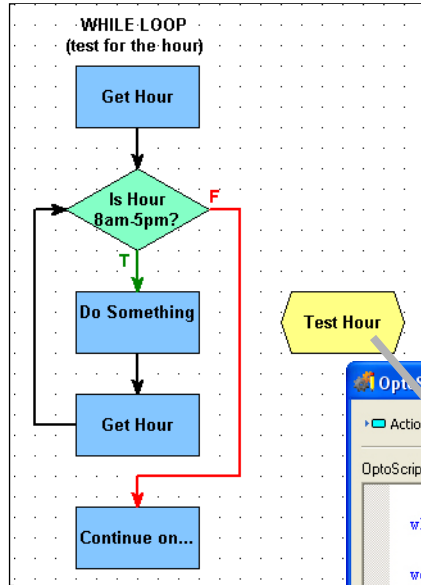 WHILE LOOP
(test for the hour)
Get Hour
Is Hour
8am-5pm?
F
T
Do Something
Test Hour
Get Hour
Continue on...